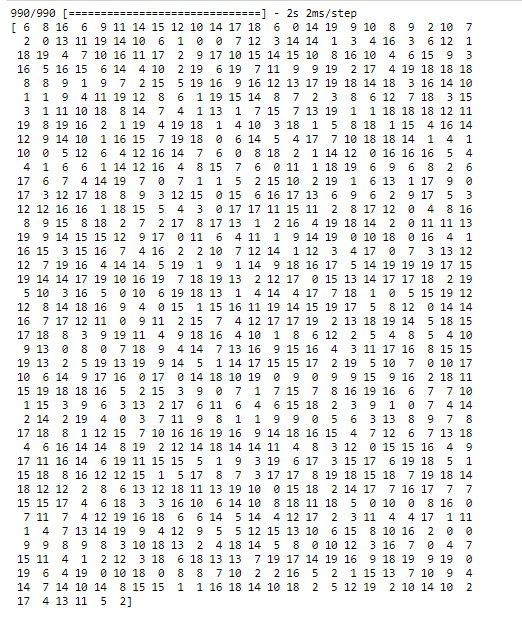 990/990 [==============================] - 2s 2ms/step
[ 6  8 16  6  9 11 14 15 12 10 14 17 18  6  0 14 19  9 10  8  9  2 10  7
  2  0 13 11 19 14 10  6  1  0  0  7 12  3 14 14  1  3  4 16  3  6 12  1
 18 19  4  7 10 16 11 17  2  9 17 10 15 14 15 10  8 16 10  4  6 15  9  3
 16  5 16 15  6 14  4 10  2 19  6 19  7 11  9  9 19  2 17  4 19 18 18 18
  8  8  9  1  9  7  2 15  5 19 16  9 16 12 13 17 19 18 14 18  3 16 14 10
  1  1  9  4 11 19 12  8  6  1 19 15 14  8  7  2  3  8  6 12  7 18  3 15
  3  1 11 10 18  8 14  7  4  1 13  1  7 15  7 13 19  1  1 18 18 18 12 11
 19  8 19 16  2  1 19  4 19 18  1  4 10  3 18  1  5  8 18  1 15  4 16 14
 12  9 14 10  1 16 15  7 19 18  0  6 14  5  4 17  7 10 18 18 14  1  4  1
 10  0  5 12  6  4 12 16 14  7  6  0  8 18  2  1 14 12  0 16 16 16  5  4
  4  1  6  6  1 14 12 16  4  8 15  7  6  0 11  1 18 19  6  9  6  8  2  6
 17  6  7  4 14 19  7  0  7  1  1  5  2 15 10  2 19  1  6 13  1 17  9  0
 17  3 12 17 18  8  9  3 12 15  0 15  6 16 17 13  6  9  6  2  9 17  5  3
 12 12 16 16  1 18 15  5  4  3  0 17 17 11 15 11  2  8 17 12  0  4  8 16
  8  9 15  8 18  2  7  2 17  8 17 13  1  2 16  4 19 18 14  2  0 11 11 13
 19  9 14 15 15 12  9 17  0 11  6  4 11  1  9 14 19  0 10 18  0 16  4  1
 16 15  3 15 16  7  4 16  2  2 10  7 12 14  1 12  3  4 17  0  7  3 13 12
 12  7 19 16  4 14 14  5 19  1  9  1 14  9 18 16 17  5 14 19 19 19 17 15
 19 14 14 17 19 10 16 19  7 18 19 13  2 12 17  0 15 13 14 17 17 18  2 19
  5 10  3 16  5  0 10  6 19 18 13  1  4 14  4 17  7 18  1  0  5 15 19 12
 12  8 14 18 16  9  4  0 15  1 15 16 11 19 14 15 19 17  5  8 12  0 14 14
 16  7 17 12 11  0  9 11  2 15  7  4 12 17 17 19  2 13 18 19 14  5 18 15
 17 18  8  3  9 19 11  4  9 18 16  4 10  1  8  6 12  2  5  4  8  5  4 10
  9 13  0  8  0  7 18  9  4 14  7 13 16  9 15 16  4  3 11 17 16  8 15 15
 19 13  2  5 19 13 19  9 14  5  1 14 17 15 15 17  2 19  5 10  7  0 10 17
 10  6 14  9 17 16  0 17  0 14 18 10 19  0  9  0  9  9 15  9 16  2 18 11
 15 19 18 18 16  5  2 15  3  9  0  7  1  7 15  7  8 16 19 16  6  7  7 10
  1 15  3  9  6  3 13  2 17  6 11  6  4  6 15 18  2  3  9  1  0  7  4 14
  2 14  2 19  4  0  3  7 11  9  8  1  1  9  9  0  5  6  3 13  8  9  7  8
 17 18  8  1 12 15  7 10 16 16 19 16  9 14 18 16 15  4  7 12  6  7 13 18
  4  6 16 14 14  8 19  2 12 14 18 14 14 11  4  8  3 12  0 15 15 16  4  9
 17 11 16 14  6 19 11 15 15  5  1  9  3 19  6 17  3 15 17  6 19 18  5  1
 15 18  8 16 12 12 15  1  5 17  8  7  3 17 17  8 19 18 15 18  7 19 18 14
 18 12 12  2  8  6 13 12 18 11 13 19 10  0 15 18  2 14 17  7 16 17  7  7
 15 15 17  4  6 18  3  3 16 10  6 14 10  8 18 11 18  5  0 10  0  8 16  0
  7 11  7  4 12 19 16 18  6  6 14  5 14  4 12 17  2  3 11  4  4 17  1 11
  1  4  7 13 14 19  9  4 12  9  5  5 12 15 13 10  6 15  8 10 16  2  0  0
  9  9  8  9  8  3 10 18 13  2  4 18 14  5  8  0 10 12  3 16  7  0  4  7
 15 11  4  1  2 12  3 18  6 18 13 13  7 19 17 14 19 16  9 18 19  9 19  0
 19  6  4 19  0 10 18  0  8  8  7 10  2  2 16  5  2  1 15 13  7 10  9  4
 14  7 14 10 14  8 15 15  1  1 16 18 14 10 18  2  5 12 19  2 10 14 10  2
 17  4 13 11  5  2]